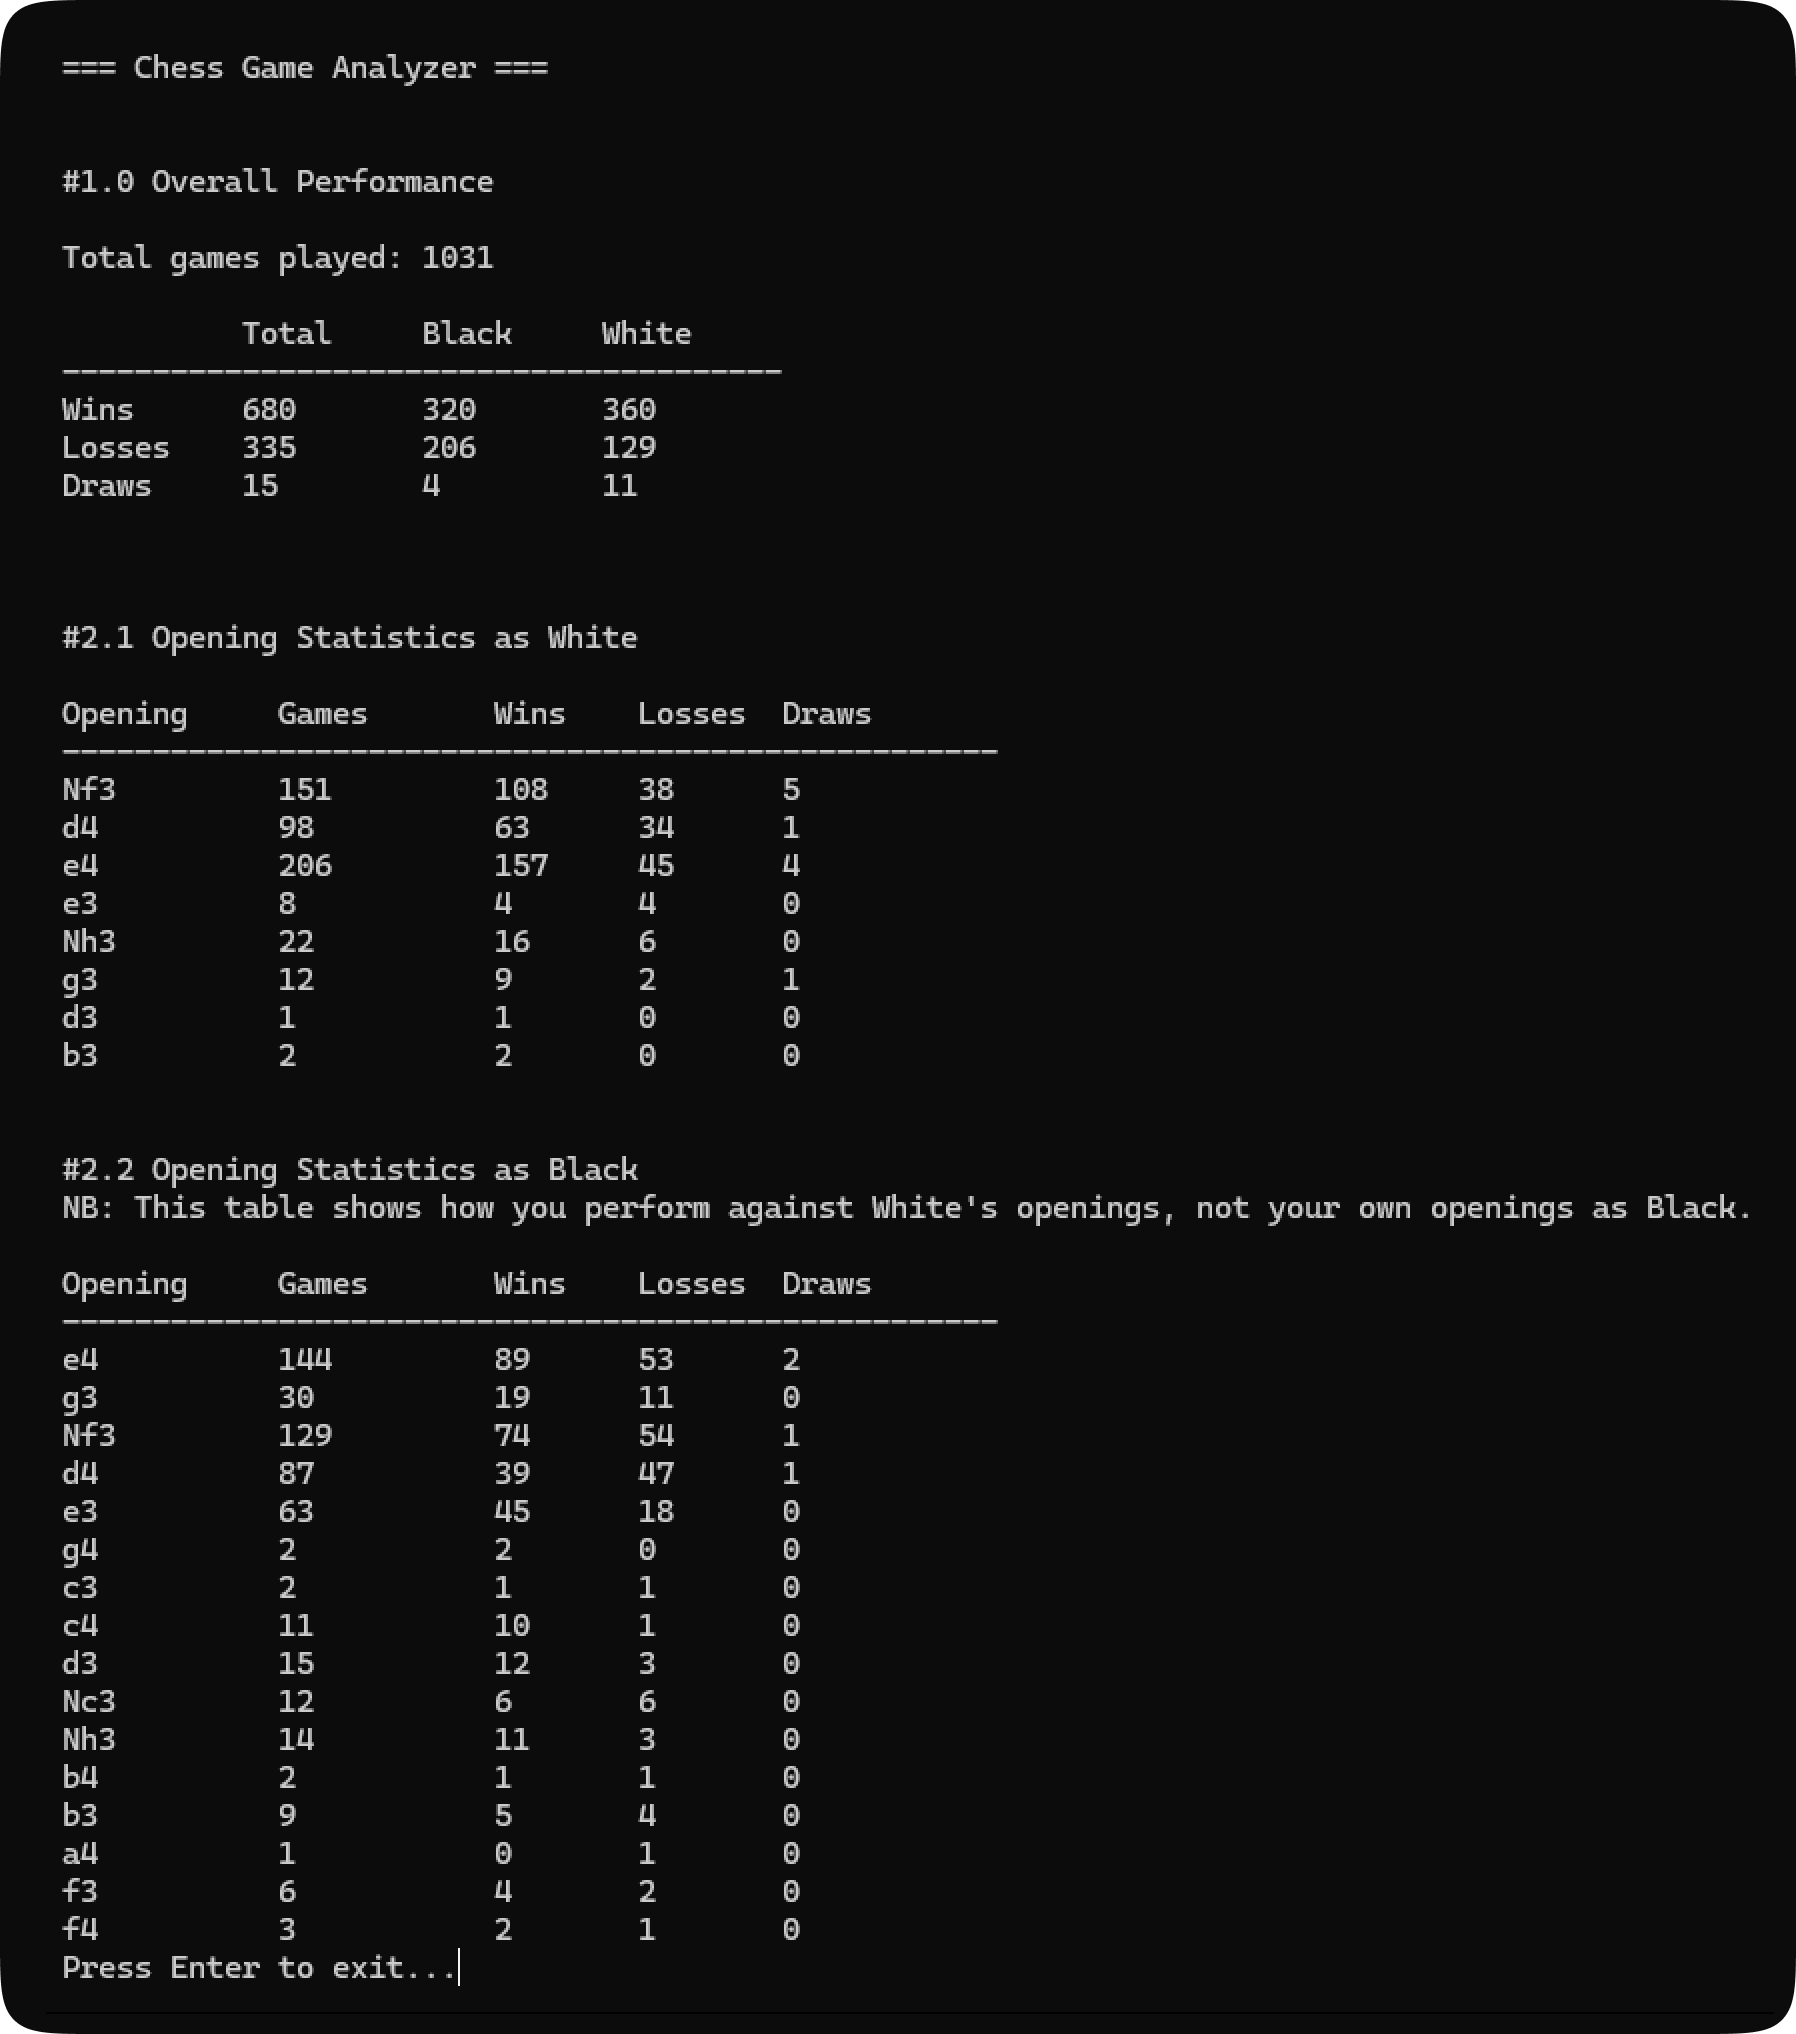 === Chess Game Analyzer ===
#1.0 Overall Performance
Total games played: 1031
Total Black White
----------------------------------------
Wins 680 320 360
Losses 335 206 129
Draws 15 4 11
#2.1 Opening Statistics as White
Opening Games Wins Losses Draws
----------------------------------------------------
Nf3 151 108 38 5
d4 98 63 34 1
e4 206 157 45 4
e3 8 4 4 0
Nh3 22 16 6 0
g3 12 9 2 1
d3 1 1 0 0
b3 2 2 0 0
#2.2 Opening Statistics as Black
NB: This table shows how you perform against White's openings, not your own openings as Black.
Opening Games Wins Losses Draws
----------------------------------------------------
e4 144 89 53 2
g3 30 19 11 0
Nf3 129 74 54 1
d4 87 39 47 1
e3 63 45 18 0
g4 2 2 0 0
c3 2 1 1 0
c4 11 10 1 0
d3 15 12 3 0
Nc3 12 6 6 0
Nh3 14 11 3 0
b4 2 1 1 0
b3 9 5 4 0
a4 1 0 1 0
f3 6 4 2 0
f4 3 2 1 0
Press Enter to exit...